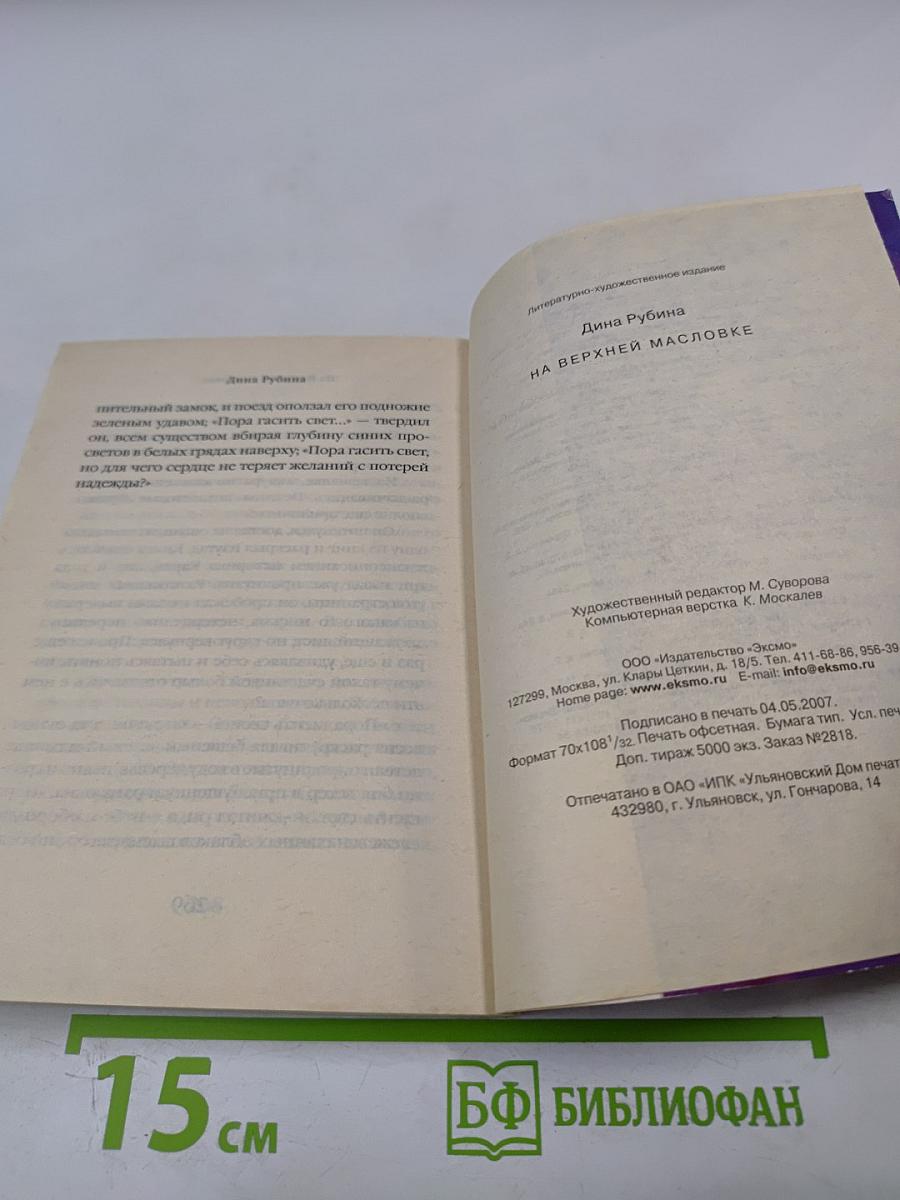 Дина Рубина
пительный замок, и поезд оползал его подножие
зеленым удавом; «Пора гасить свет...» — твердил
он, всем существом вбирая глубину синих про-
светов в белых грядах наверху; «Пора гасить свет,
но для чего сердце не теряет желаний с потерей
надежды?»
Литературно-художественное издание
Дина Рубина
НА ВЕРХНЕЙ МАСЛОВКЕ
Художественный редактор М. Суворова
Компьютерная верстка К. Москалев
ООО «Издательство «Эксмо»
127299, Москва, ул. Клары Цеткин, д. 18/5. Тел. 411-68-86, 956-39
Home page: www.eksmo.ru E-mail: info@eksmo.ru
Подписано в печать 04.05.2007.
Формат 70x108 1/32. Печать офсетная. Бумага тип. Усл. печ
Доп. тираж 5000 экз. Заказ №2818.
Отпечатано в ОАО «ИПК «Ульяновский Дом печат
432980, г. Ульяновск, ул. Гончарова, 14
15 см
БФ БИБЛИОФАН